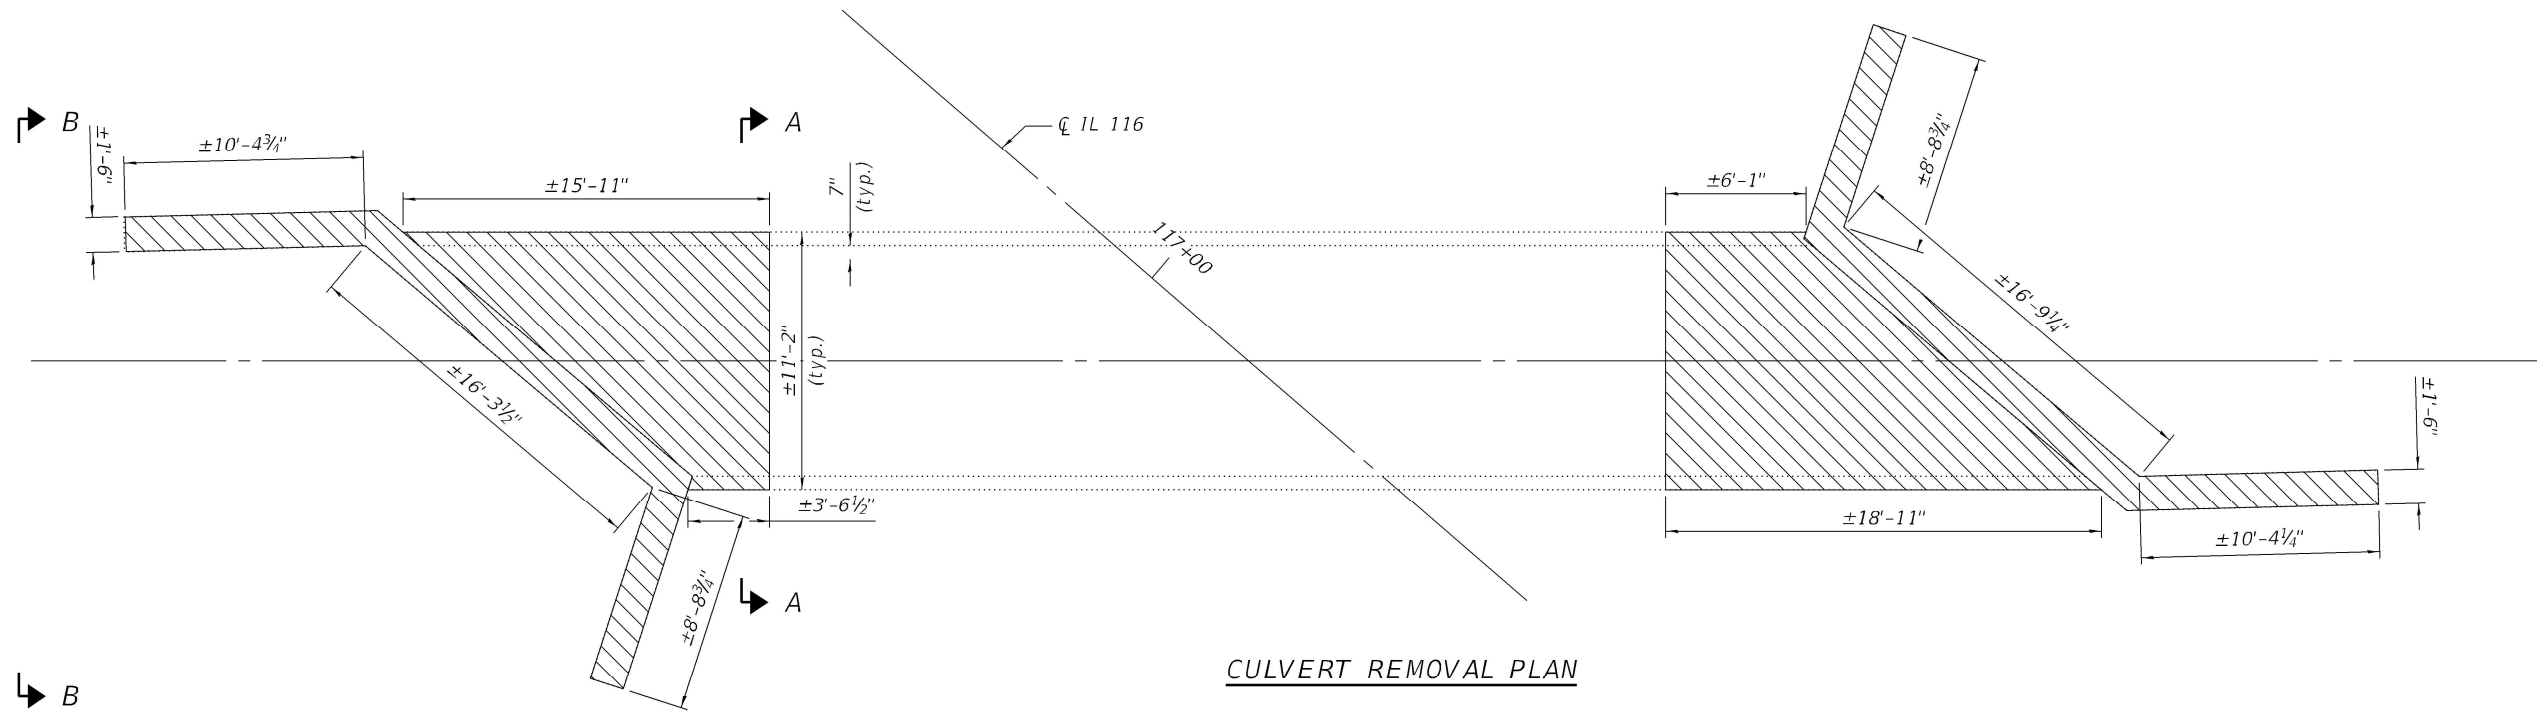 B
±1'-6"
±10'-4¾"
A
±15'-11"
7"
(typ.)
℄ IL 116
117+00
±6'-1"
±8'-8¾"
±16'-9¼"
±11'-2"
(typ.)
±16'-3½"
±3'-6½"
±18'-11"
±1'-6"
±10'-4¼"
±8'-8¾"
A
CULVERT REMOVAL PLAN
B